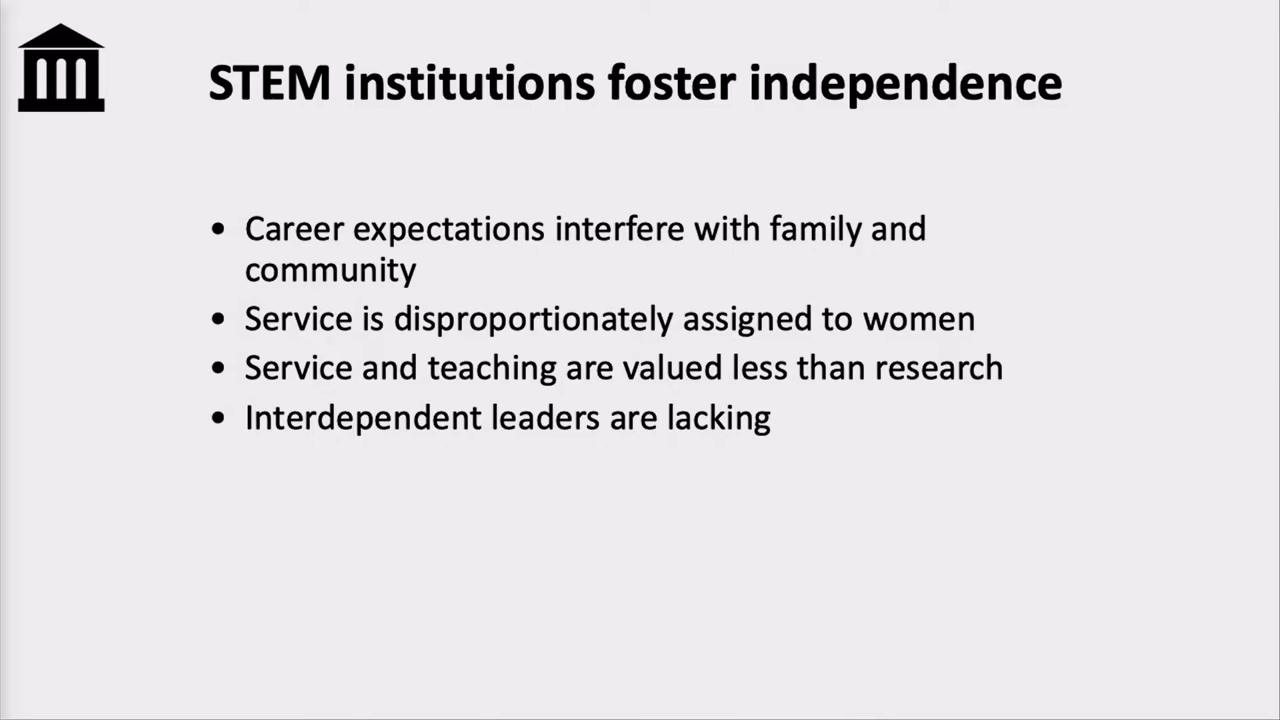 STEM institutions foster independence
• Career expectations interfere with family and
community
• Service is disproportionately assigned to women
• Service and teaching are valued less than research
• Interdependent leaders are lacking